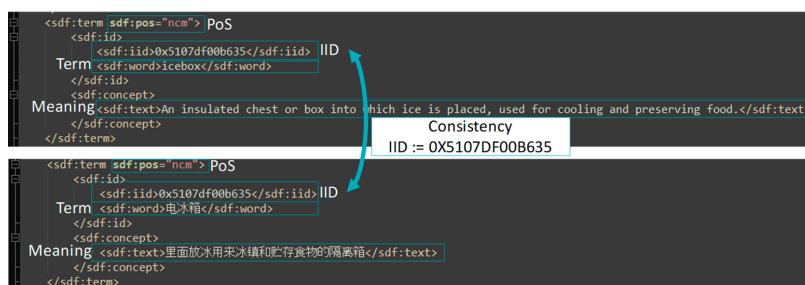 <sdf:term sdf:pos="ncm"> PoS
<sdf:id>
<sdf:iid>0x5107df00b635</sdf:iid> IID
Term <sdf:word>icebox</sdf:word>
</sdf:id>
<sdf:concept>
Meaning <sdf:text>An insulated chest or box into which ice is placed, used for cooling and preserving food.</sdf:text
</sdf:concept>
</sdf:term>
Consistency
IID := 0X5107DF00B635
<sdf:term sdf:pos="ncm"> PoS
<sdf:id>
<sdf:iid>0x5107df00b635</sdf:iid> IID
Term <sdf:word>电冰箱</sdf:word>
</sdf:id>
<sdf:concept>
Meaning <sdf:text>里面放冰用来冰镇和贮存食物的隔离箱</sdf:text>
</sdf:concept>
</sdf:term>